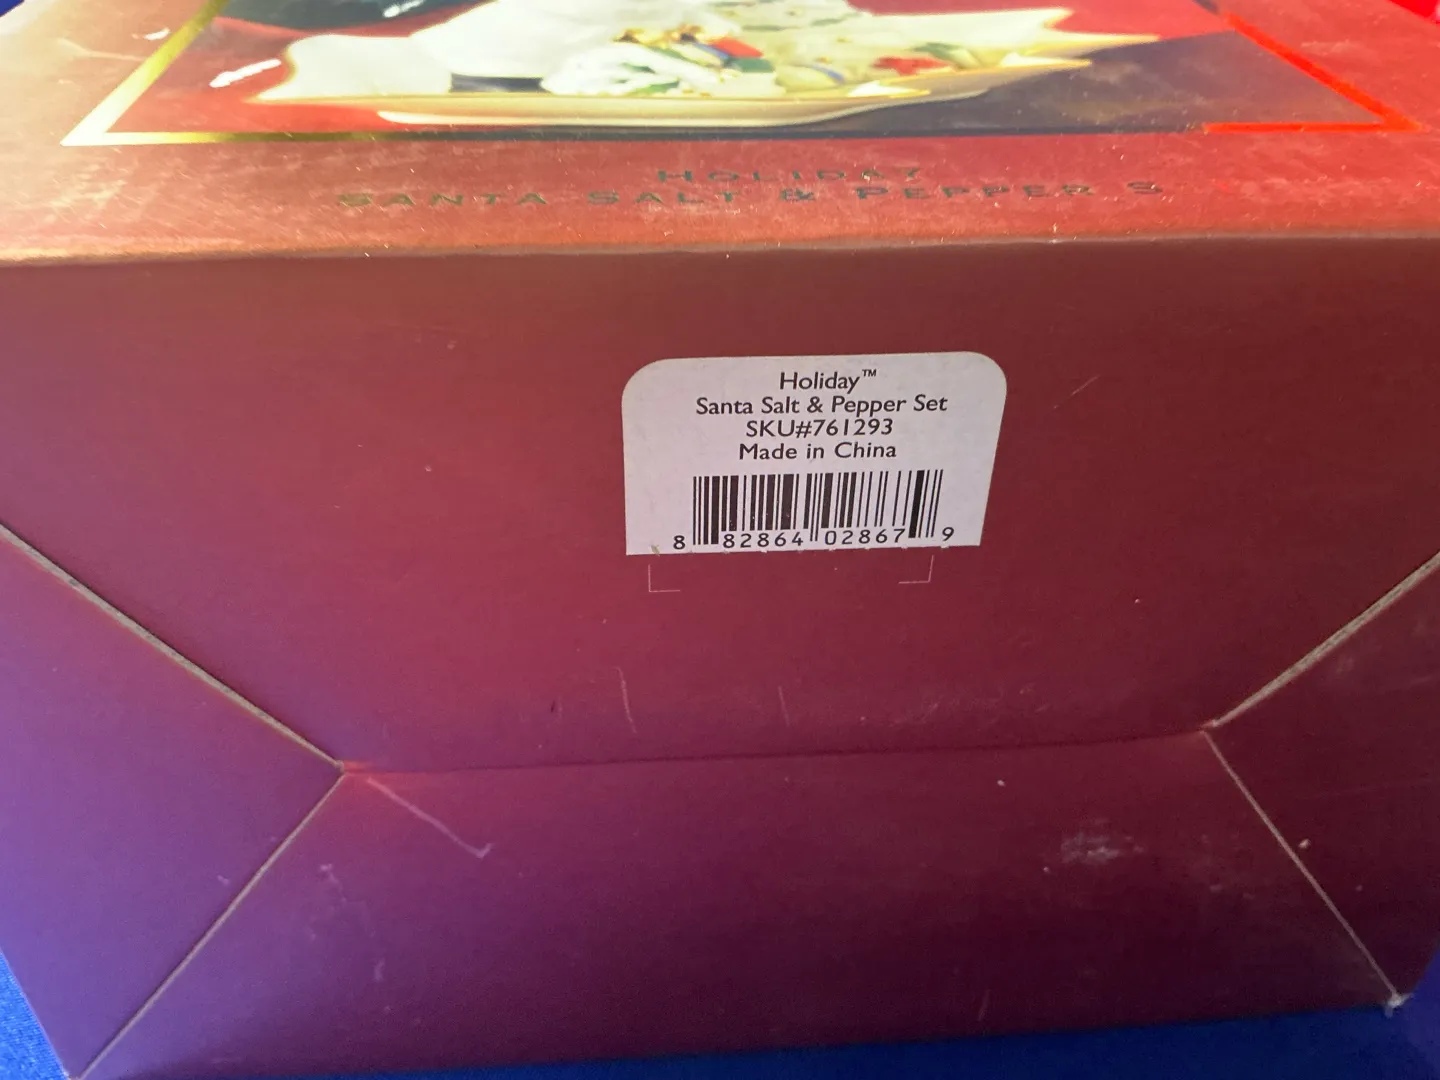 HOLIDAY
SANTA SALT & PEPPER S
Holiday™
Santa Salt & Pepper Set
SKU#761293
Made in China
8 82864 02867 9